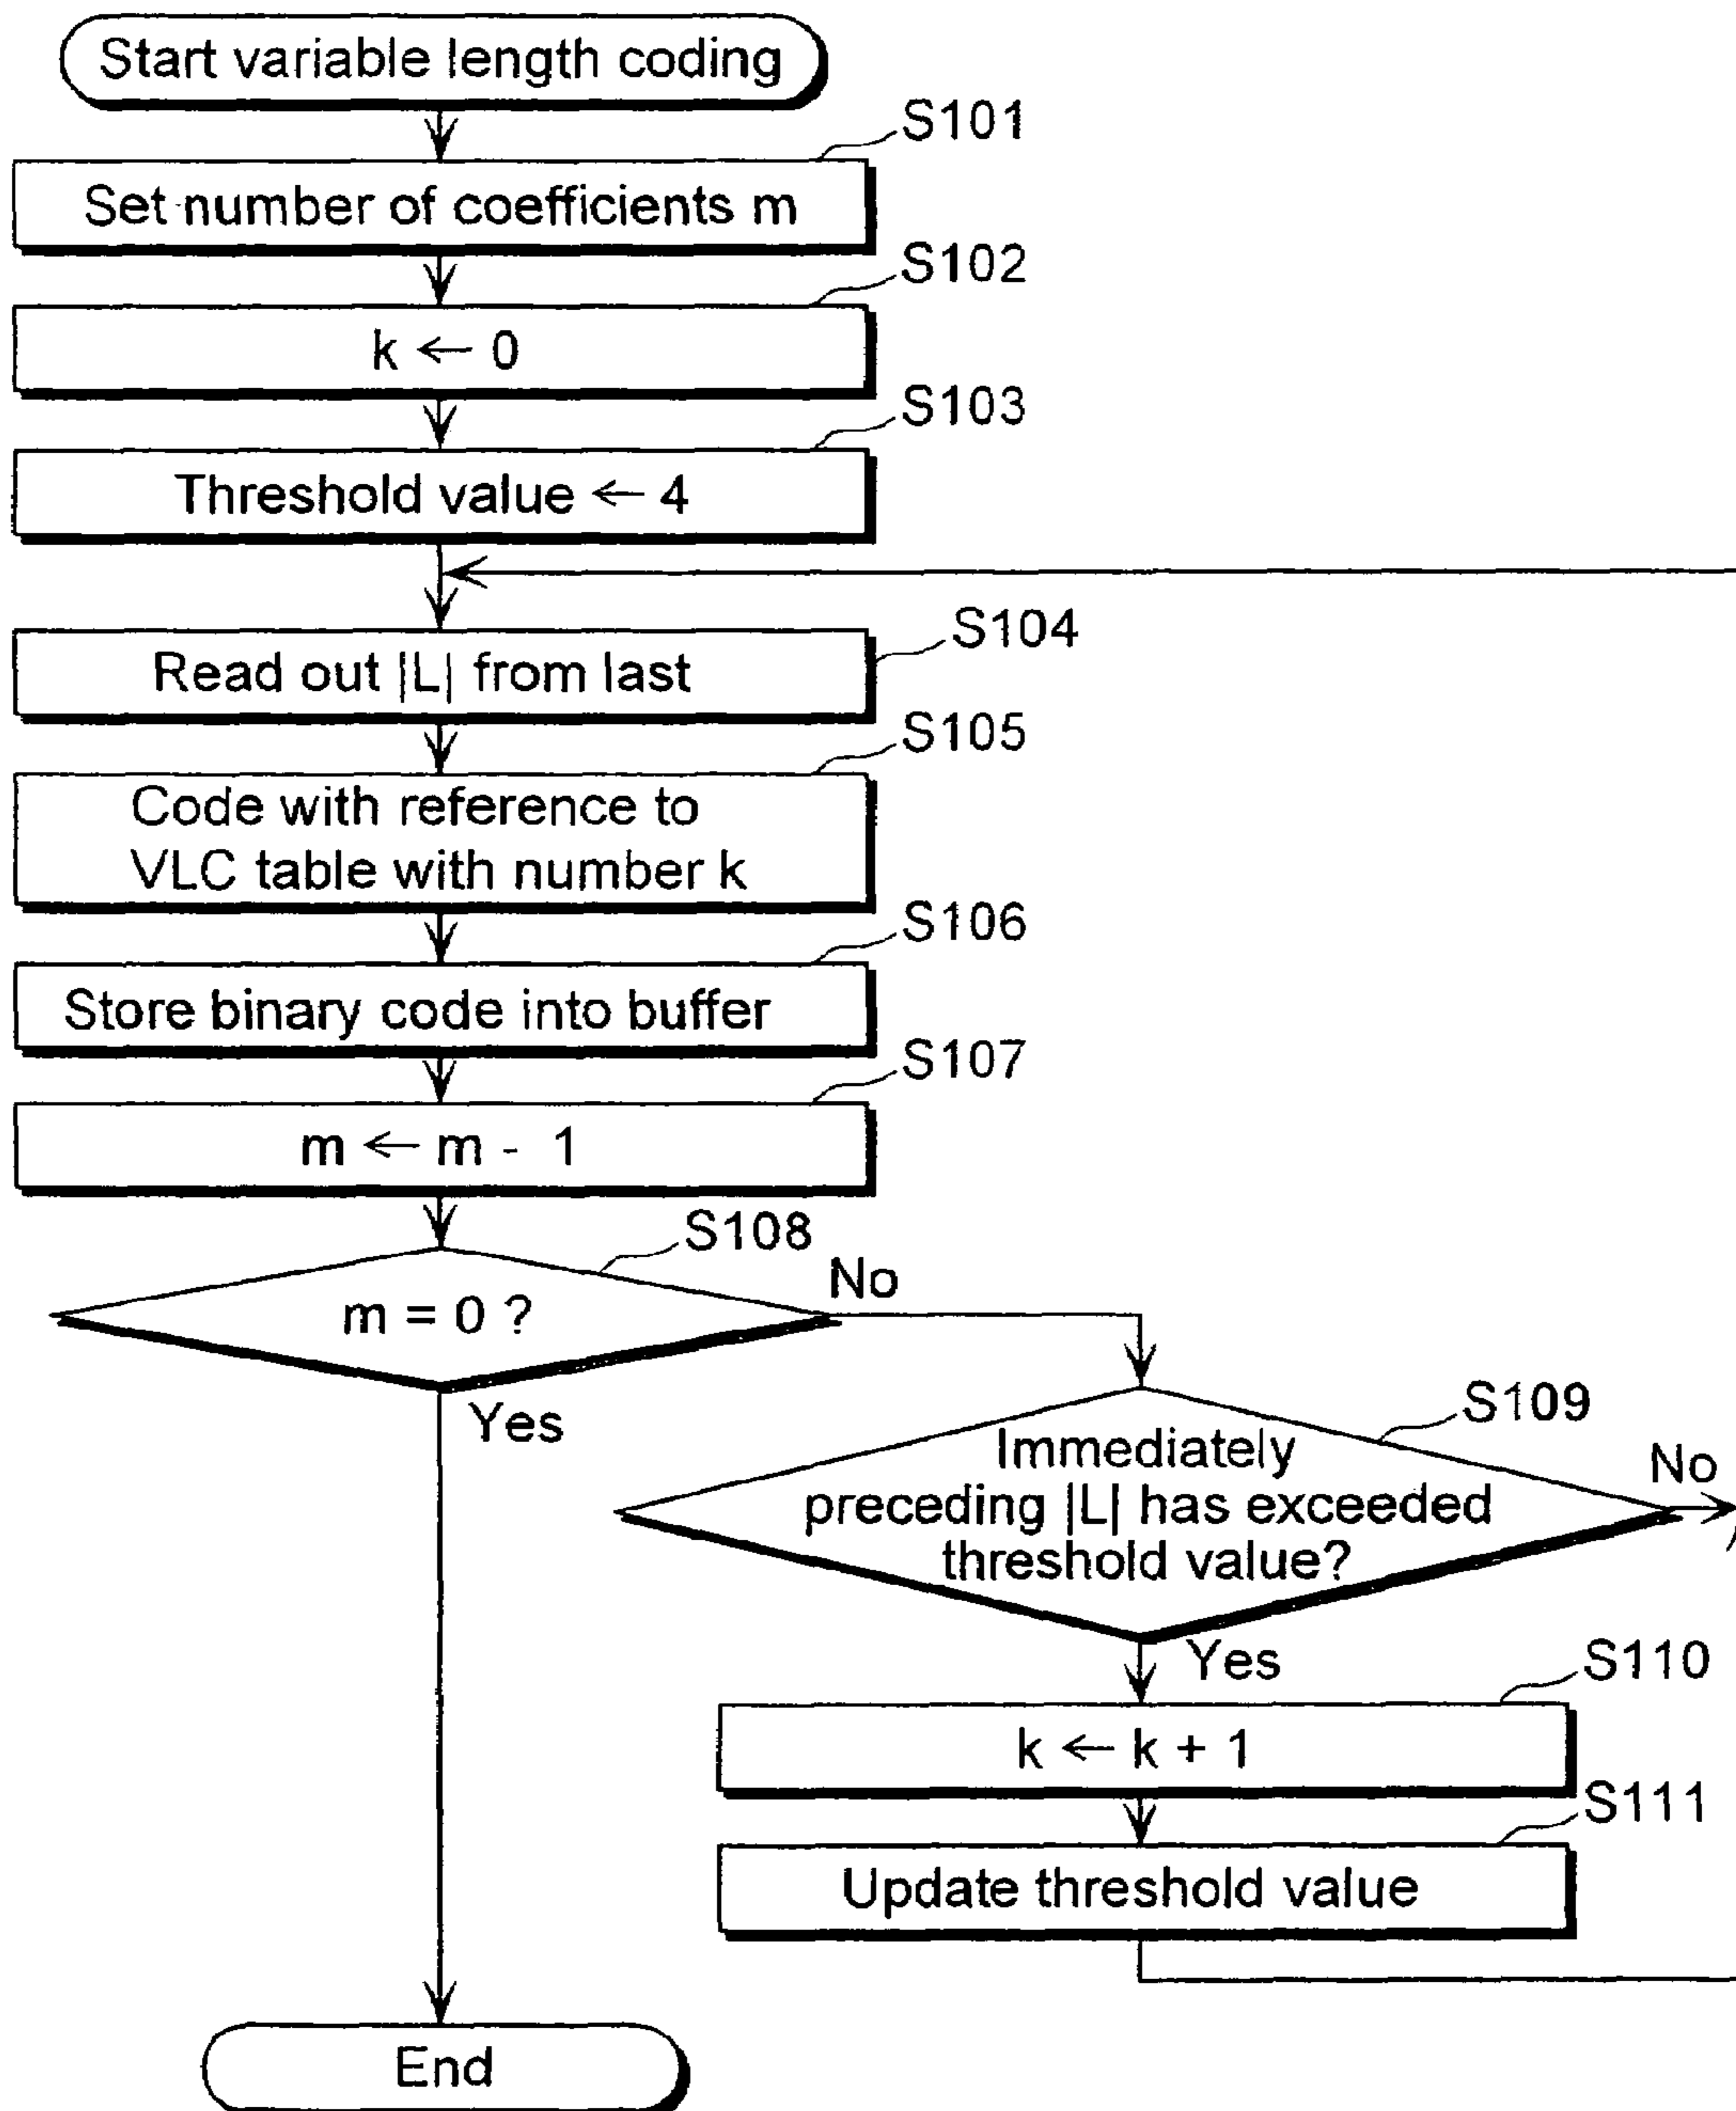 Start variable length coding
S101
Set number of coefficients m
S102
k ← 0
S103
Threshold value ← 4
S104
Read out |L| from last
S105
Code with reference to
VLC table with number k
S106
Store binary code into buffer
S107
m ← m - 1
S108
m = 0 ?
No
Yes
S109
Immediately
preceding |L| has exceeded
threshold value?
No
Yes
S110
k ← k + 1
S111
Update threshold value
End